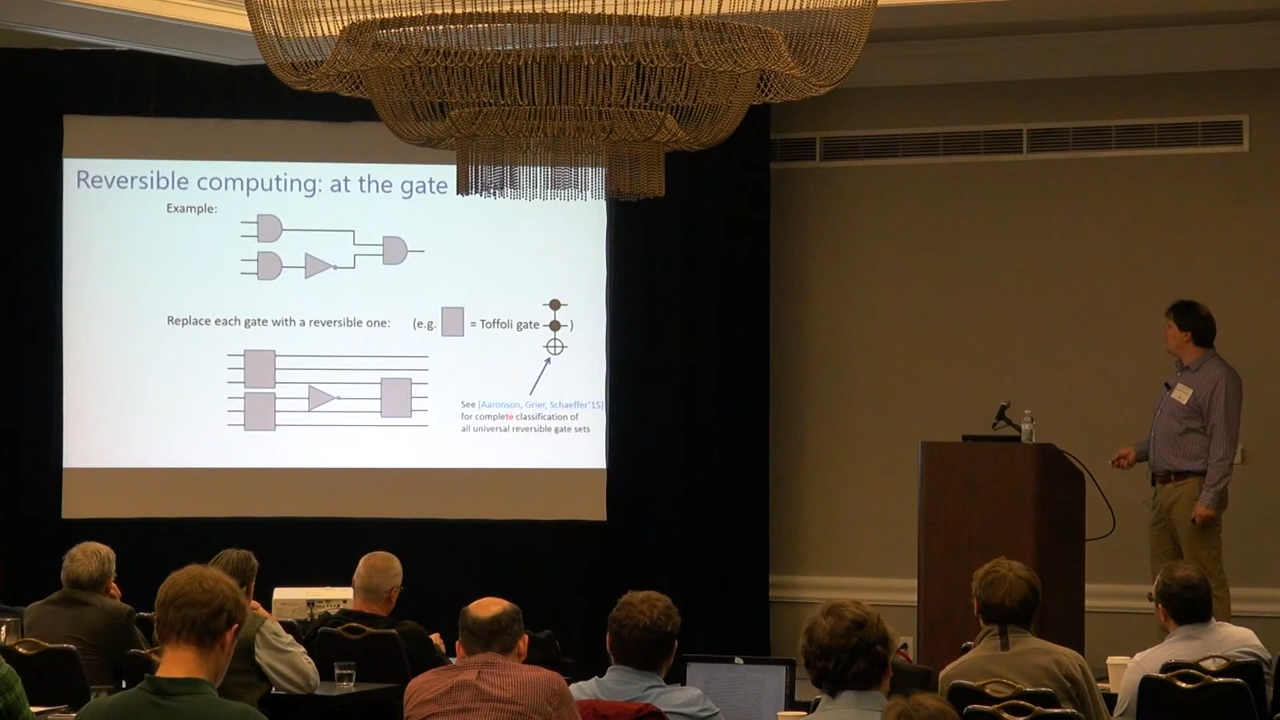 Reversible computing: at the gate
Example:
Replace each gate with a reversible one: (e.g. = Toffoli gate )
See [Aaronson, Grier, Schaeffer'15]
for complete classification of
all universal reversible gate sets